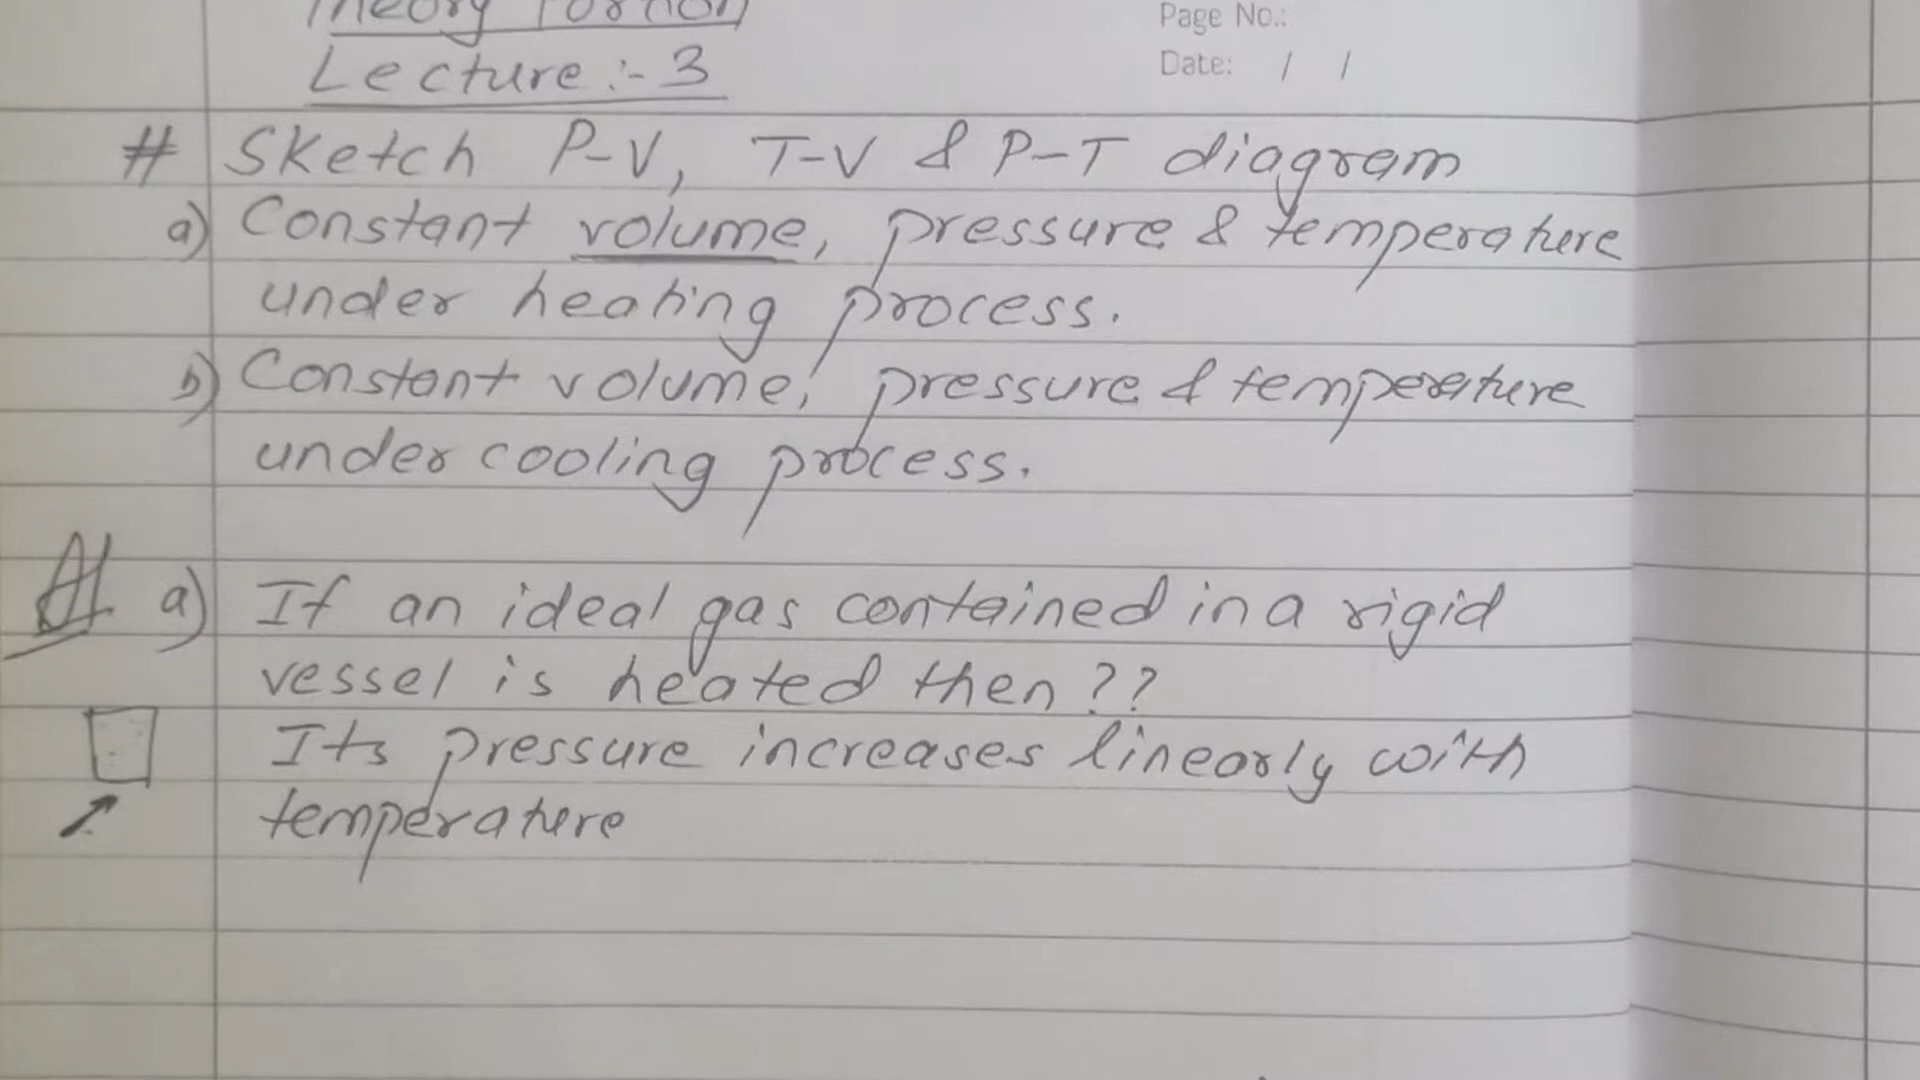 Theory Portion
Page No.:
Lecture :- 3
Date: / /
# Sketch P-V, T-V & P-T diagram
a) Constant volume, pressure & temperature
under heating process.
b) Constant volume, pressure & temperature
under cooling process.
a) If an ideal gas contained in a rigid
vessel is heated then ??
Its pressure increases linearly with
temperature